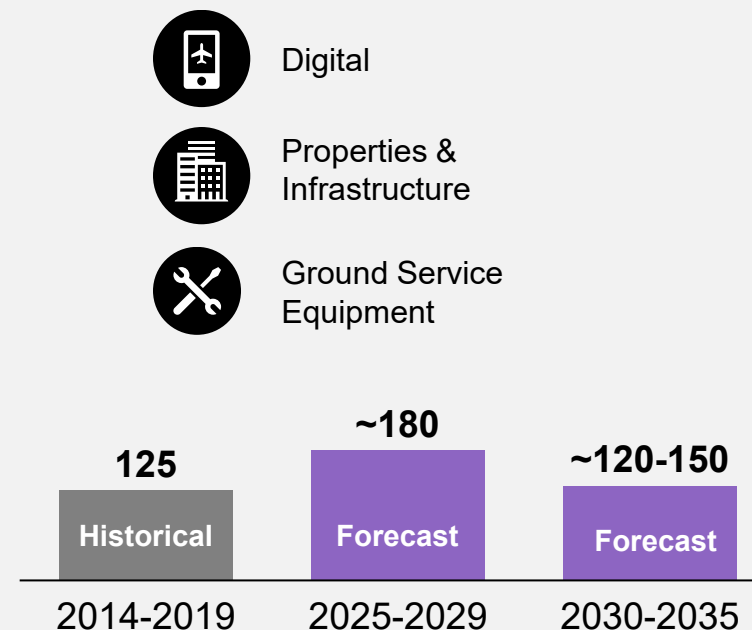 Digital
Properties &
Infrastructure
Ground Service
Equipment
125
~180
~120-150
Historical
Forecast
Forecast
2014-2019
2025-2029
2030-2035